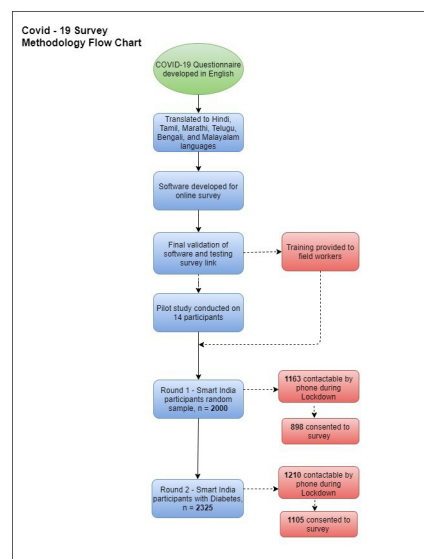 Covid - 19 Survey
Methodology Flow Chart
COVID-19 Questionnaire
developed in English
Translated to Hindi,
Tamil, Marathi, Telugu,
Bengali, and Malayalam
languages
Software developed for
online survey
Final validation of
software and testing
survey link
Training provided to
field workers
Pilot study conducted on
14 participants
Round 1 - Smart India
participants random
sample, n = 2000
1163 contactable by
phone during
Lockdown
898 consented to
survey
Round 2 - Smart India
participants with Diabetes,
n = 2325
1210 contactable by
phone during
Lockdown
1105 consented to
survey